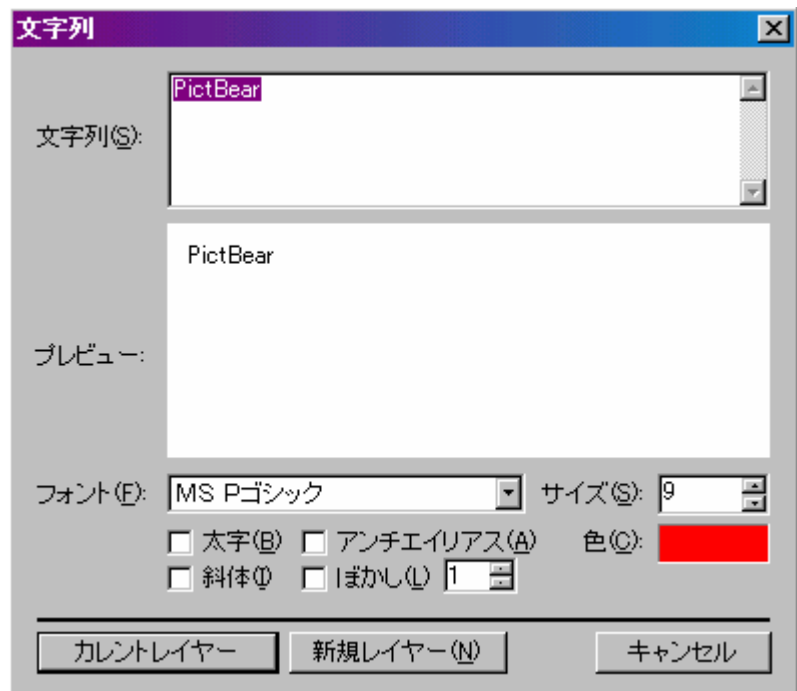 文字列
文字列(S):
PictBear
PictBear
プレビュー:
フォント(F): MS Pゴシック サイズ(S): 9
太字(B) アンチエイリアス(A) 色(C):
斜体(I) ぼかし(L) 1
カレントレイヤー 新規レイヤー(N) キャンセル